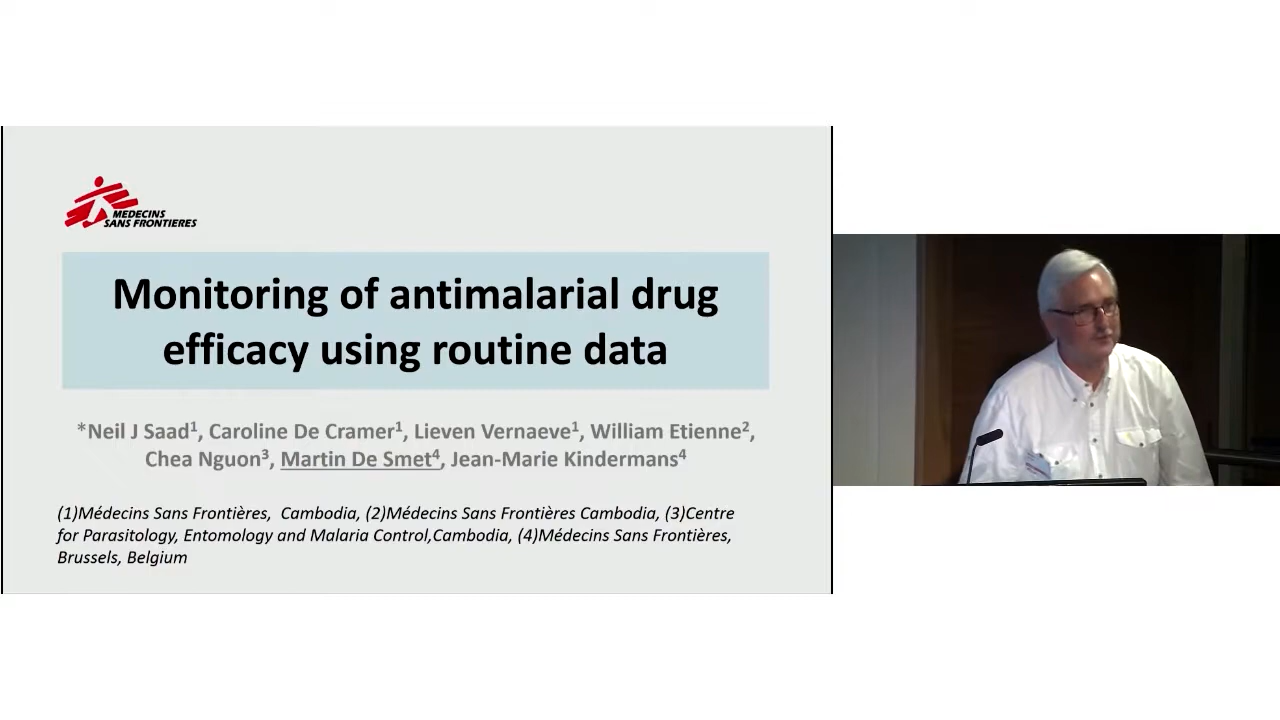 MEDECINS
SANS FRONTIERES
Monitoring of antimalarial drug
efficacy using routine data
*Neil J Saad¹, Caroline De Cramer¹, Lieven Vernaeve¹, William Etienne²,
Chea Nguon³, Martin De Smet⁴, Jean-Marie Kindermans⁴
(1)Médecins Sans Frontières, Cambodia, (2)Médecins Sans Frontières Cambodia, (3)Centre
for Parasitology, Entomology and Malaria Control,Cambodia, (4)Médecins Sans Frontières,
Brussels, Belgium